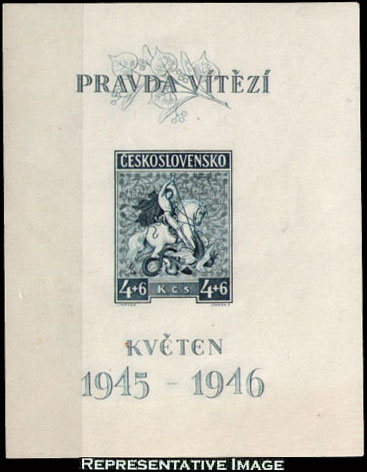 PRAVDA VÍTĚZÍ
ČESKOSLOVENSKO
4+6 KČS 4+6
KVĚTEN
1945 - 1946
REPRESENTATIVE IMAGE